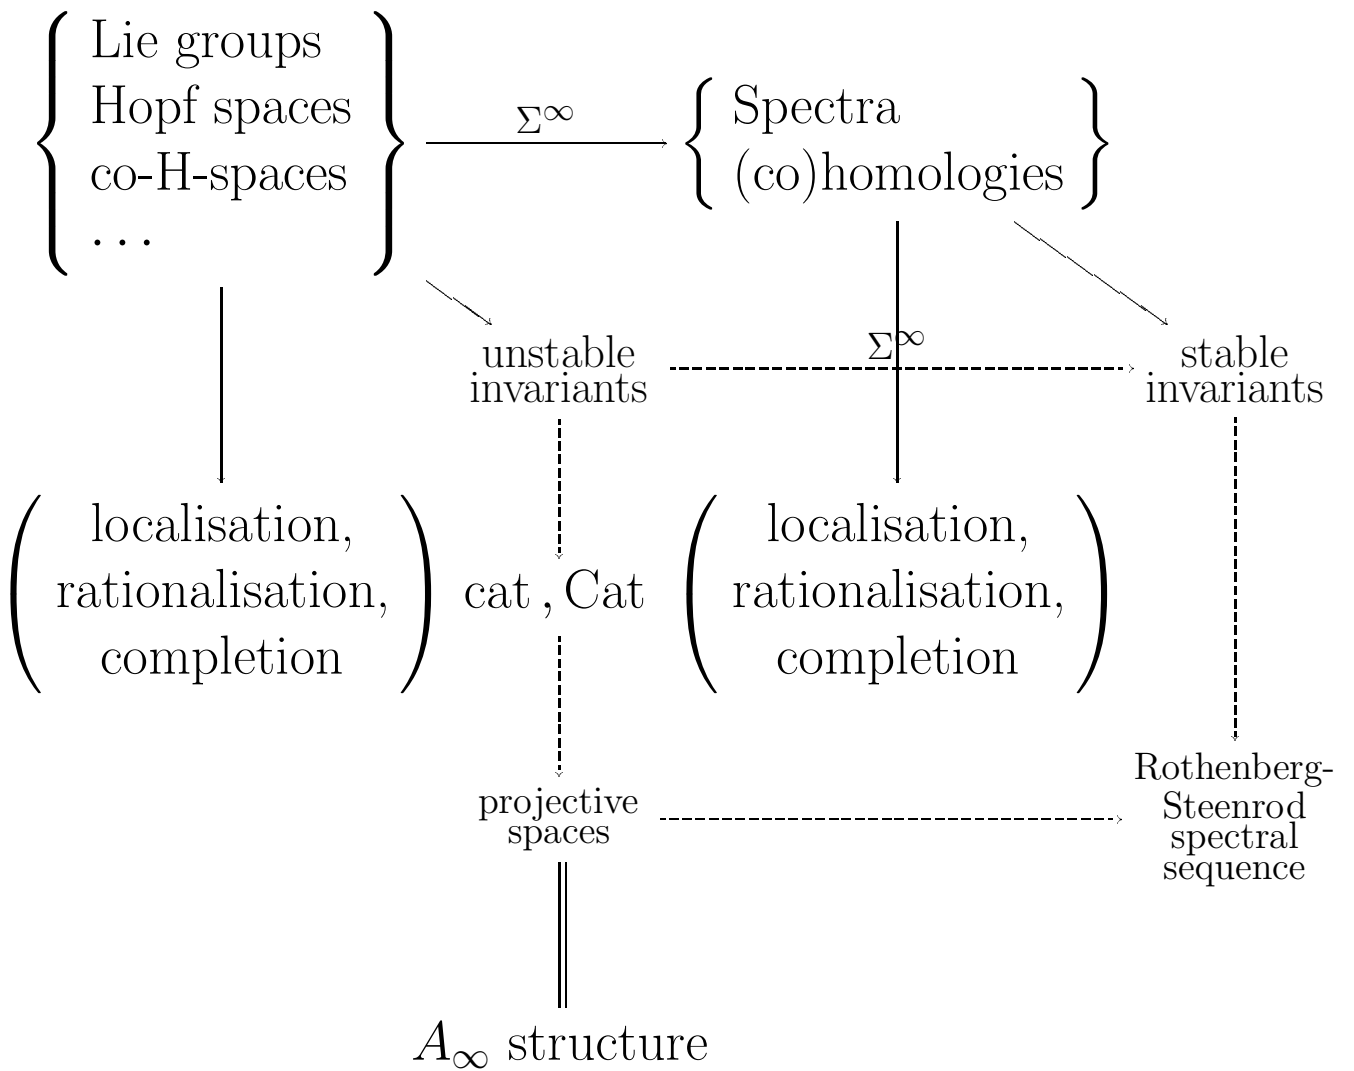 Lie groups
Hopf spaces
co-H-spaces
...
Σ∞
Spectra
(co)homologies
unstable
invariants
Σ∞
stable
invariants
localisation,
rationalisation,
completion
cat , Cat
localisation,
rationalisation,
completion
projective
spaces
Rothenberg-
Steenrod
spectral
sequence
A∞ structure